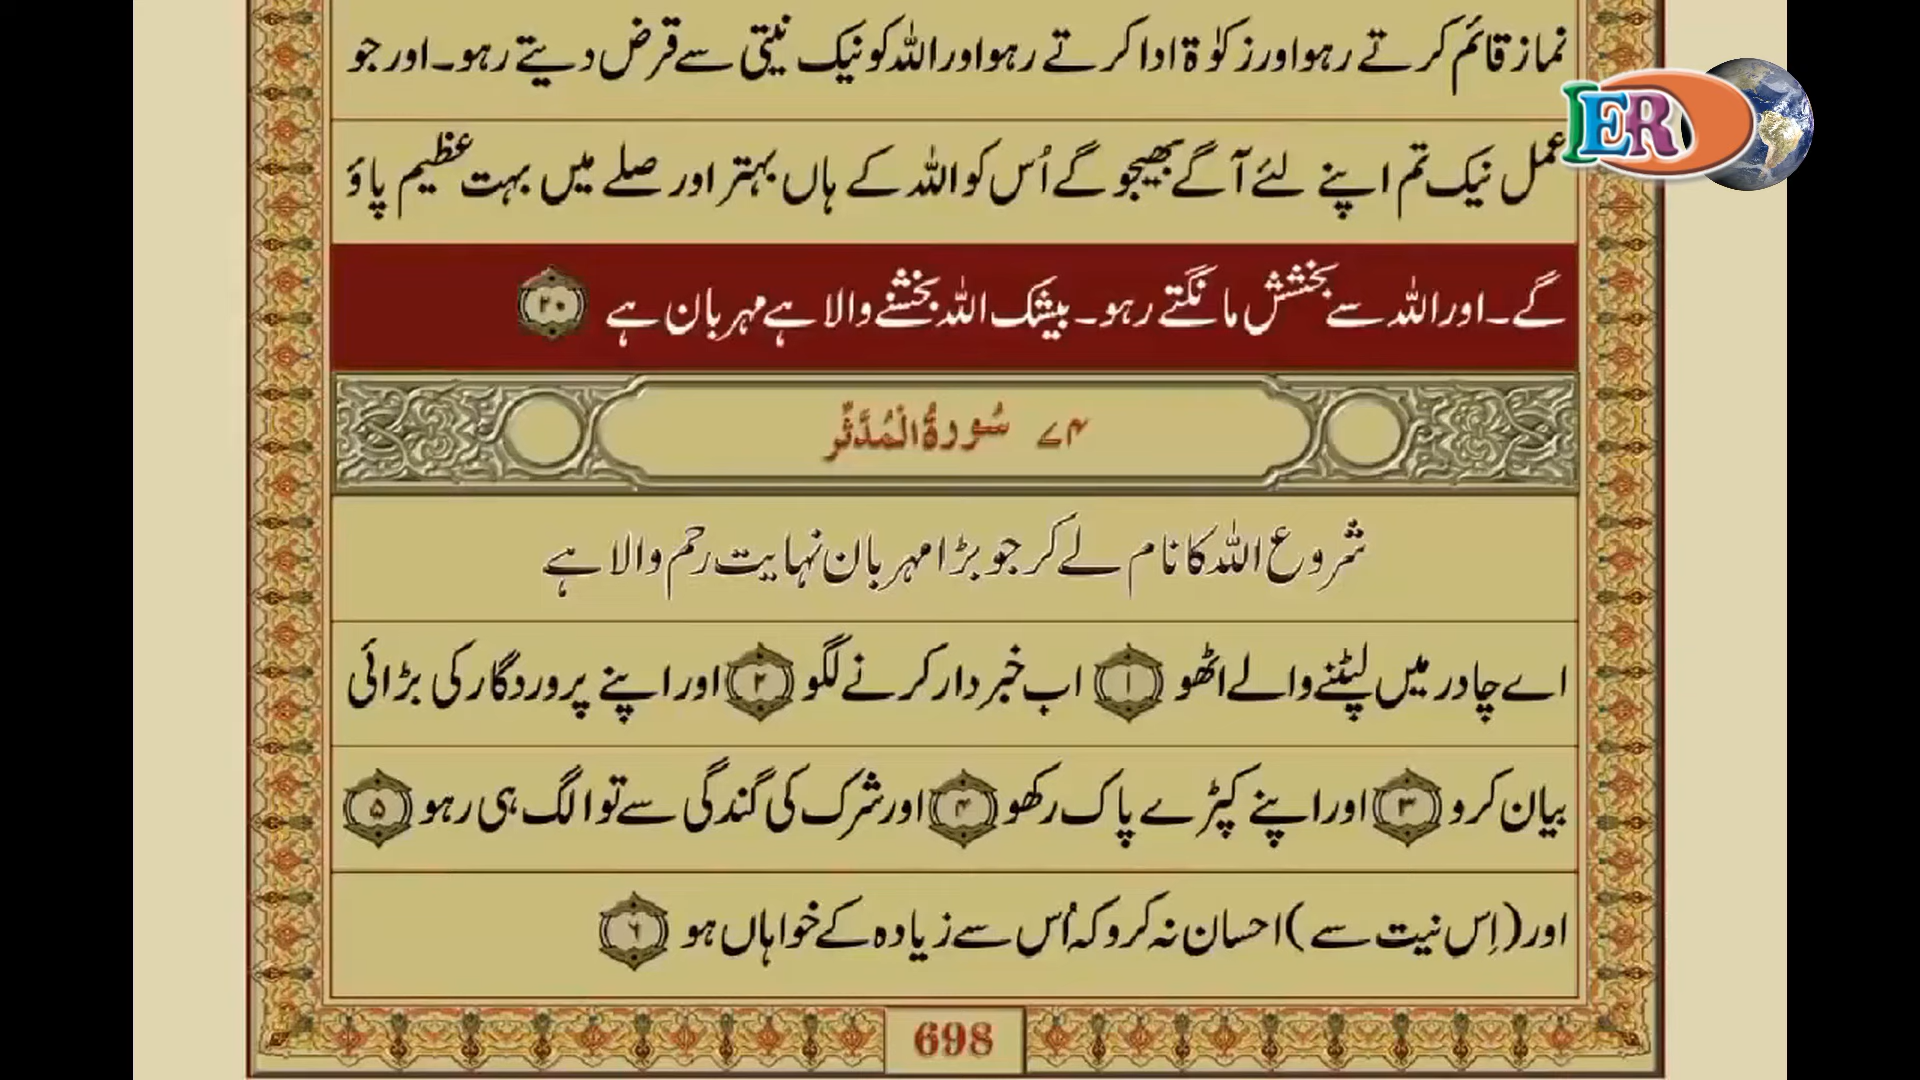 نماز قائم کرتے رہو اور زکوٰة ادا کرتے رہو اور اللہ کو نیک نیتی سے قرض دیتے رہو۔ اور جو
عمل نیک تم اپنے لئے آگے بھیجو گے اُس کو اللہ کے ہاں بہتر اور صلے میں بہت عظیم پاؤ
گے۔ اور اللہ سے بخشش مانگتے رہو۔ بیشک اللہ بخشنے والا ہے مہربان ہے ۲۰
۷۴ سُورۃُ الْمُدَّثِّر
شروع اللہ کا نام لے کر جو بڑا مہربان نہایت رحم والا ہے
اے چادر میں لپٹنے والے اٹھو ۱ اب خبردار کرنے لگو ۲ اور اپنے پروردگار کی بڑائی
بیان کرو ۳ اور اپنے کپڑے پاک رکھو ۴ اور شرک کی گندگی سے تو الگ ہی رہو ۵
اور (اِس نیت سے) احسان نہ کرو کہ اُس سے زیادہ کے خواہاں ہو ۶
698
IERD